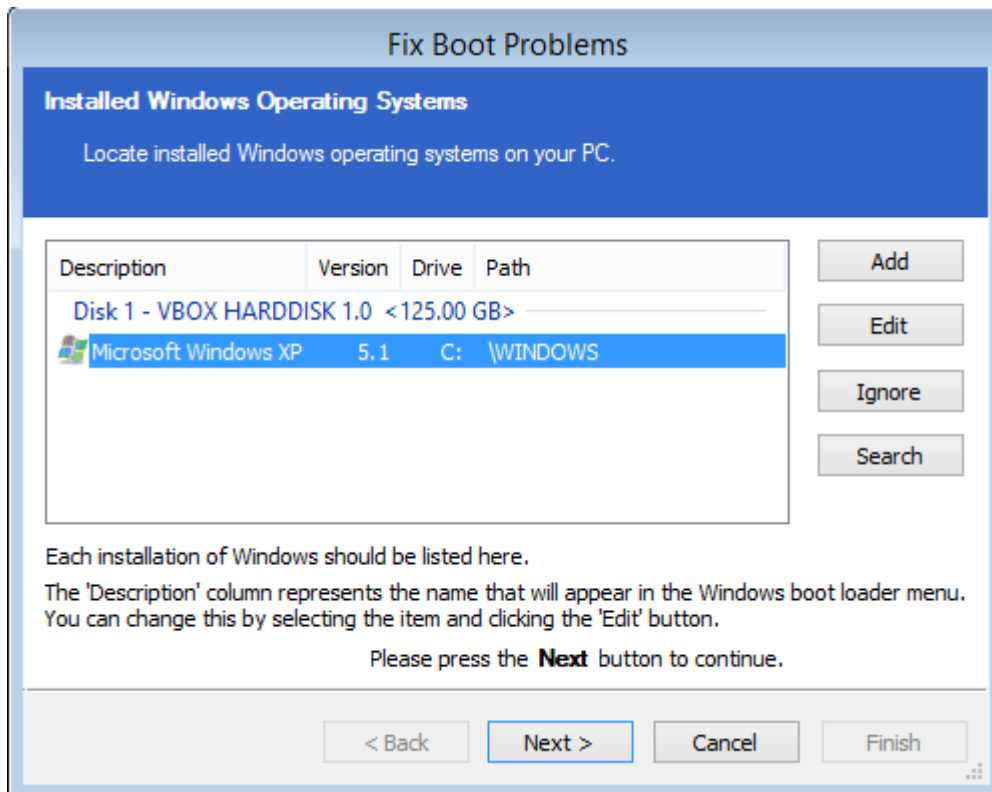 Fix Boot Problems
Installed Windows Operating Systems
Locate installed Windows operating systems on your PC.
Description Version Drive Path
Disk 1 - VBOX HARDDISK 1.0 <125.00 GB>
Microsoft Windows XP 5.1 C: \WINDOWS
Add
Edit
Ignore
Search
Each installation of Windows should be listed here.
The 'Description' column represents the name that will appear in the Windows boot loader menu.
You can change this by selecting the item and clicking the 'Edit' button.
Please press the Next button to continue.
< Back Next > Cancel Finish